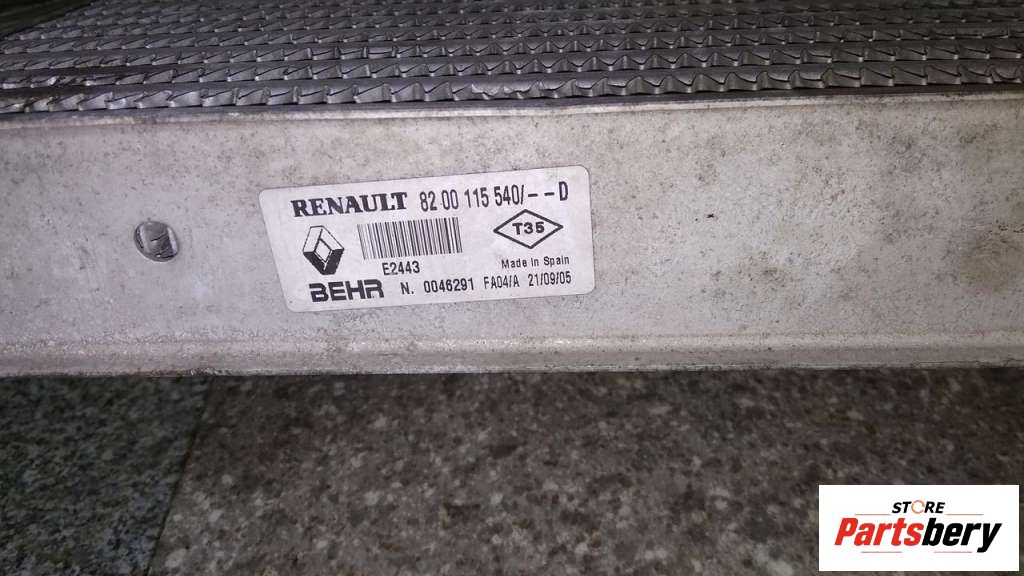 RENAULT 82 00 115 540/--D
T35
E2443
Made in Spain
BEHR N. 0046291 FA04/A 21/09/05
STORE
Partsbery